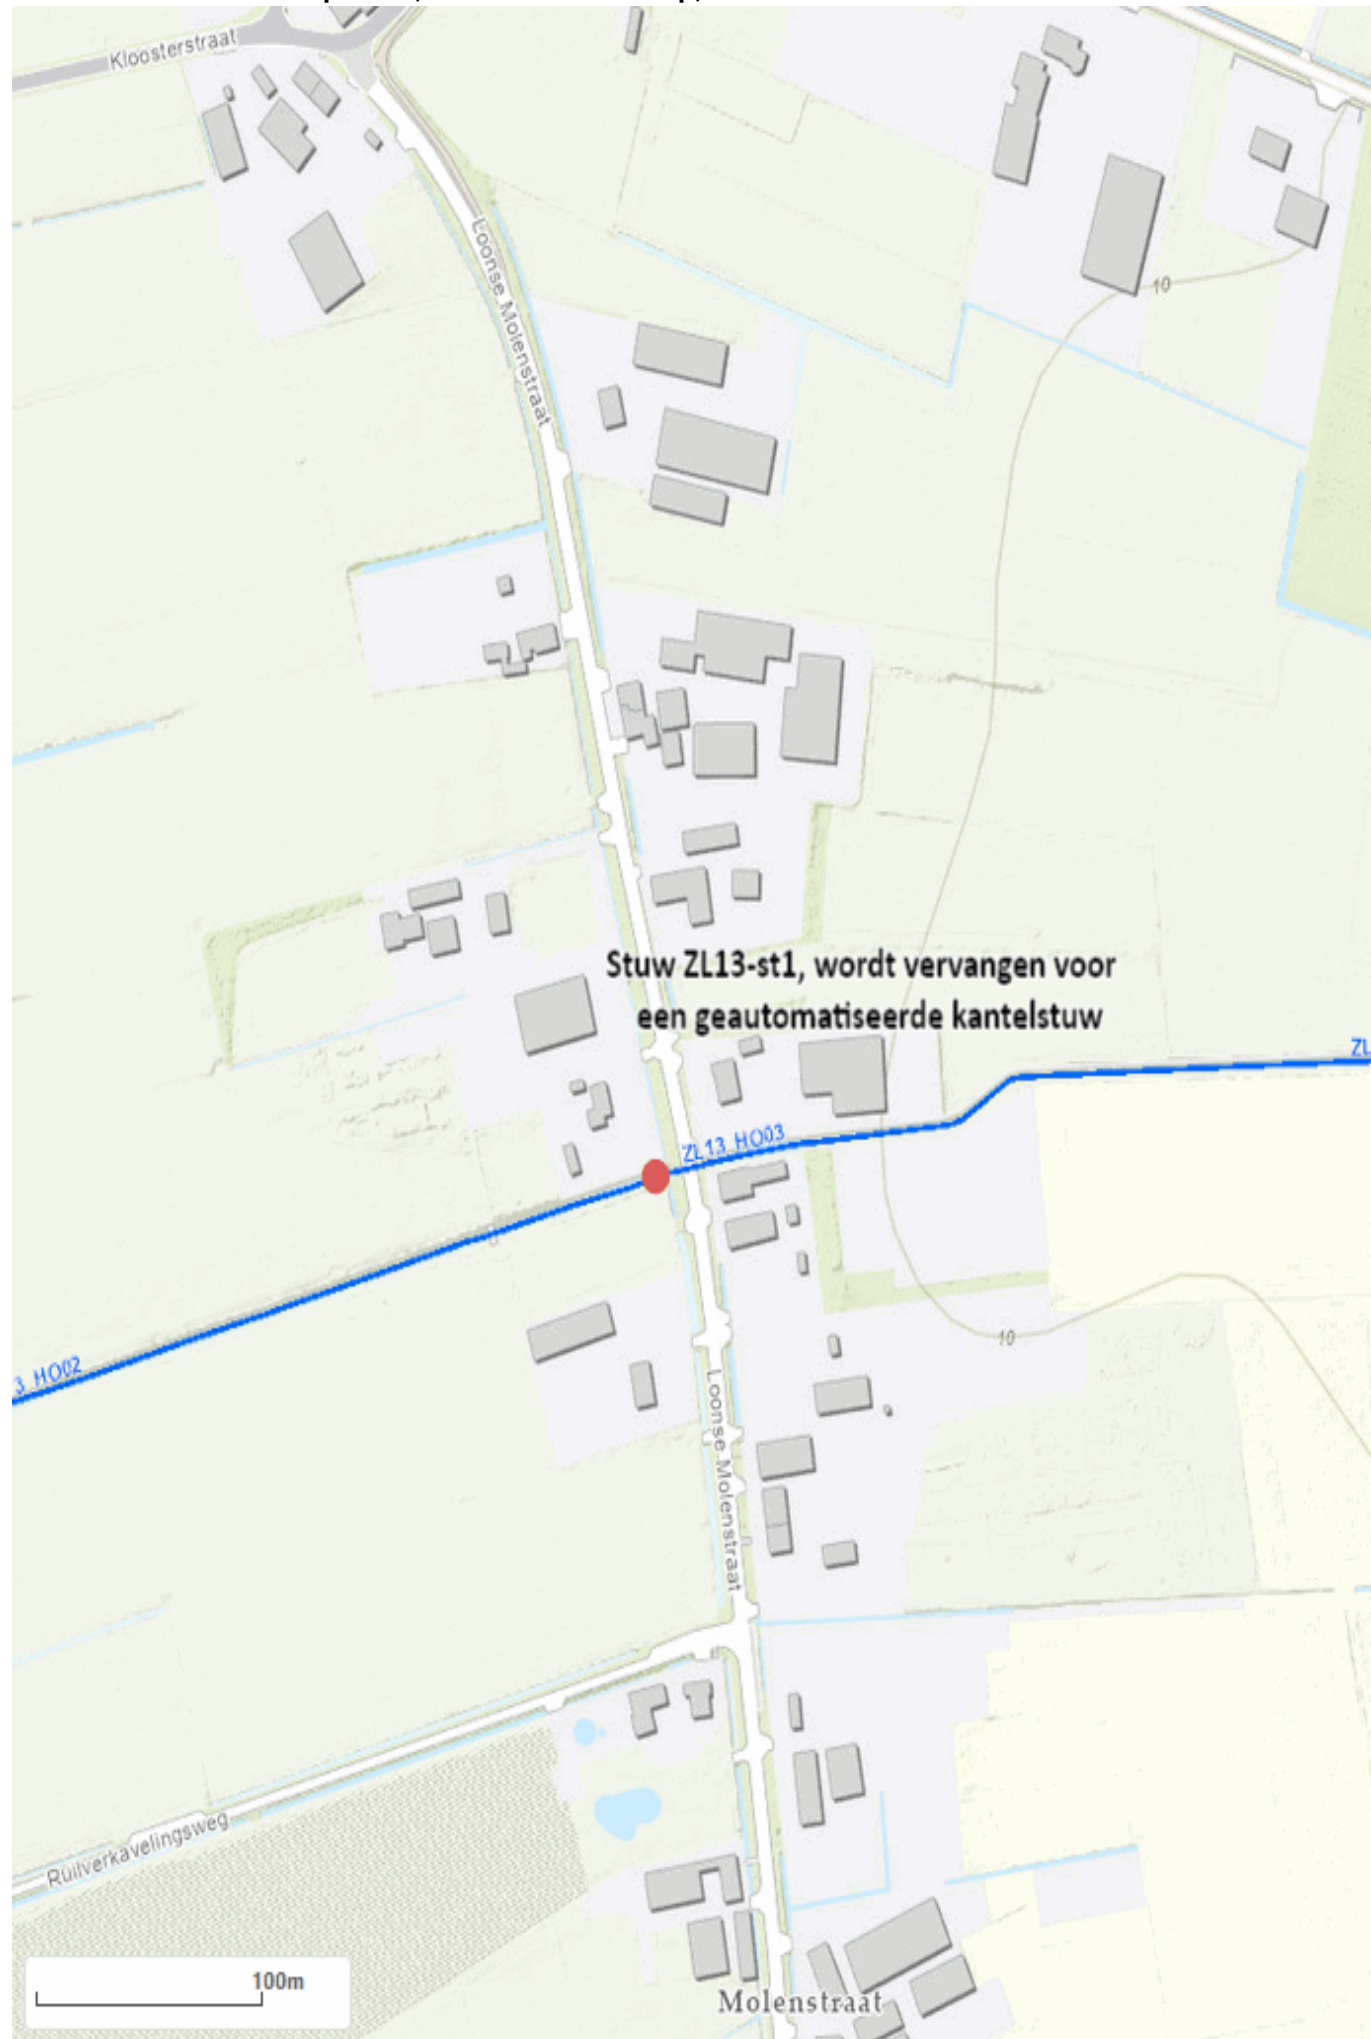 Kloosterstraat
Loonse Molenstraat
10
Stuw ZL13-st1, wordt vervangen voor
een geautomatiseerde kantelstuw
ZL
ZL13_HO03
3_HO02
10
Loonse Molenstraat
Ruilverkavelingsweg
100m
Molenstraat